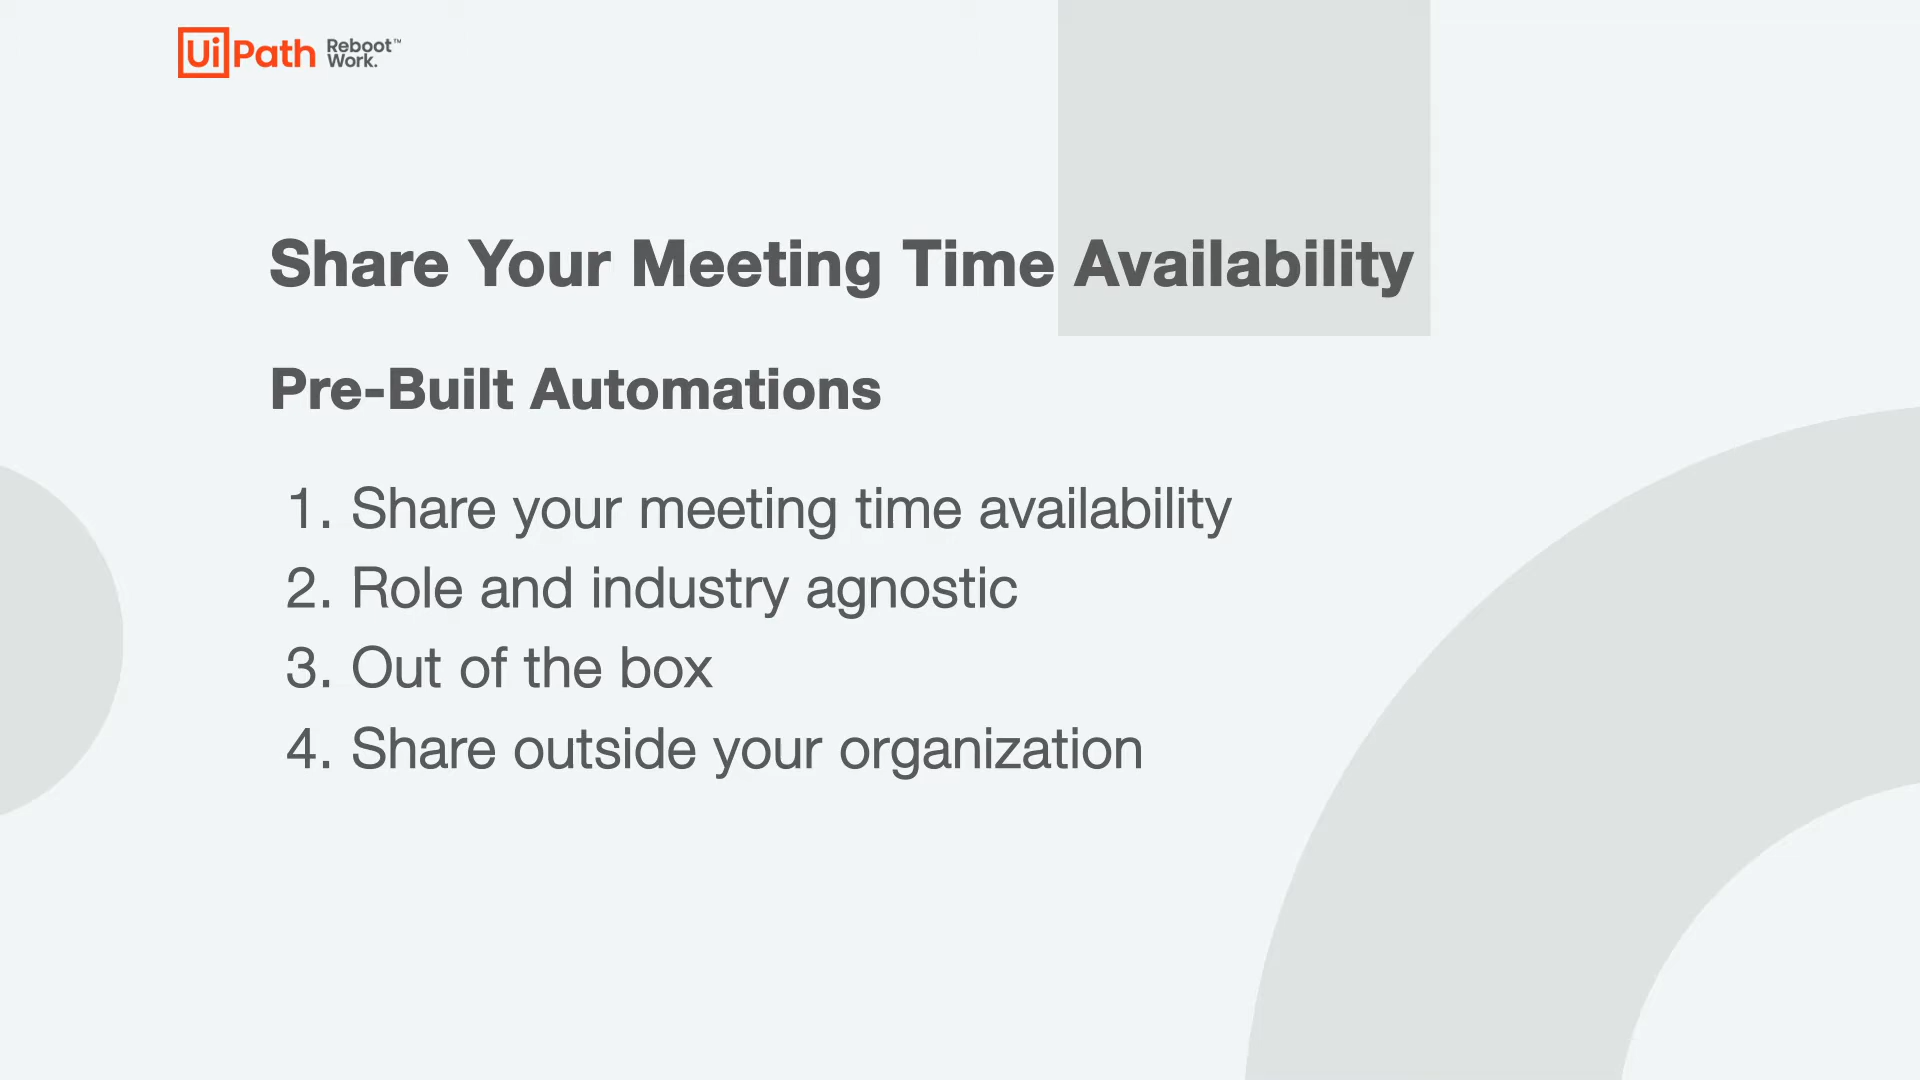 UiPath Reboot™
Work.
Share Your Meeting Time Availability
Pre-Built Automations
1. Share your meeting time availability
2. Role and industry agnostic
3. Out of the box
4. Share outside your organization